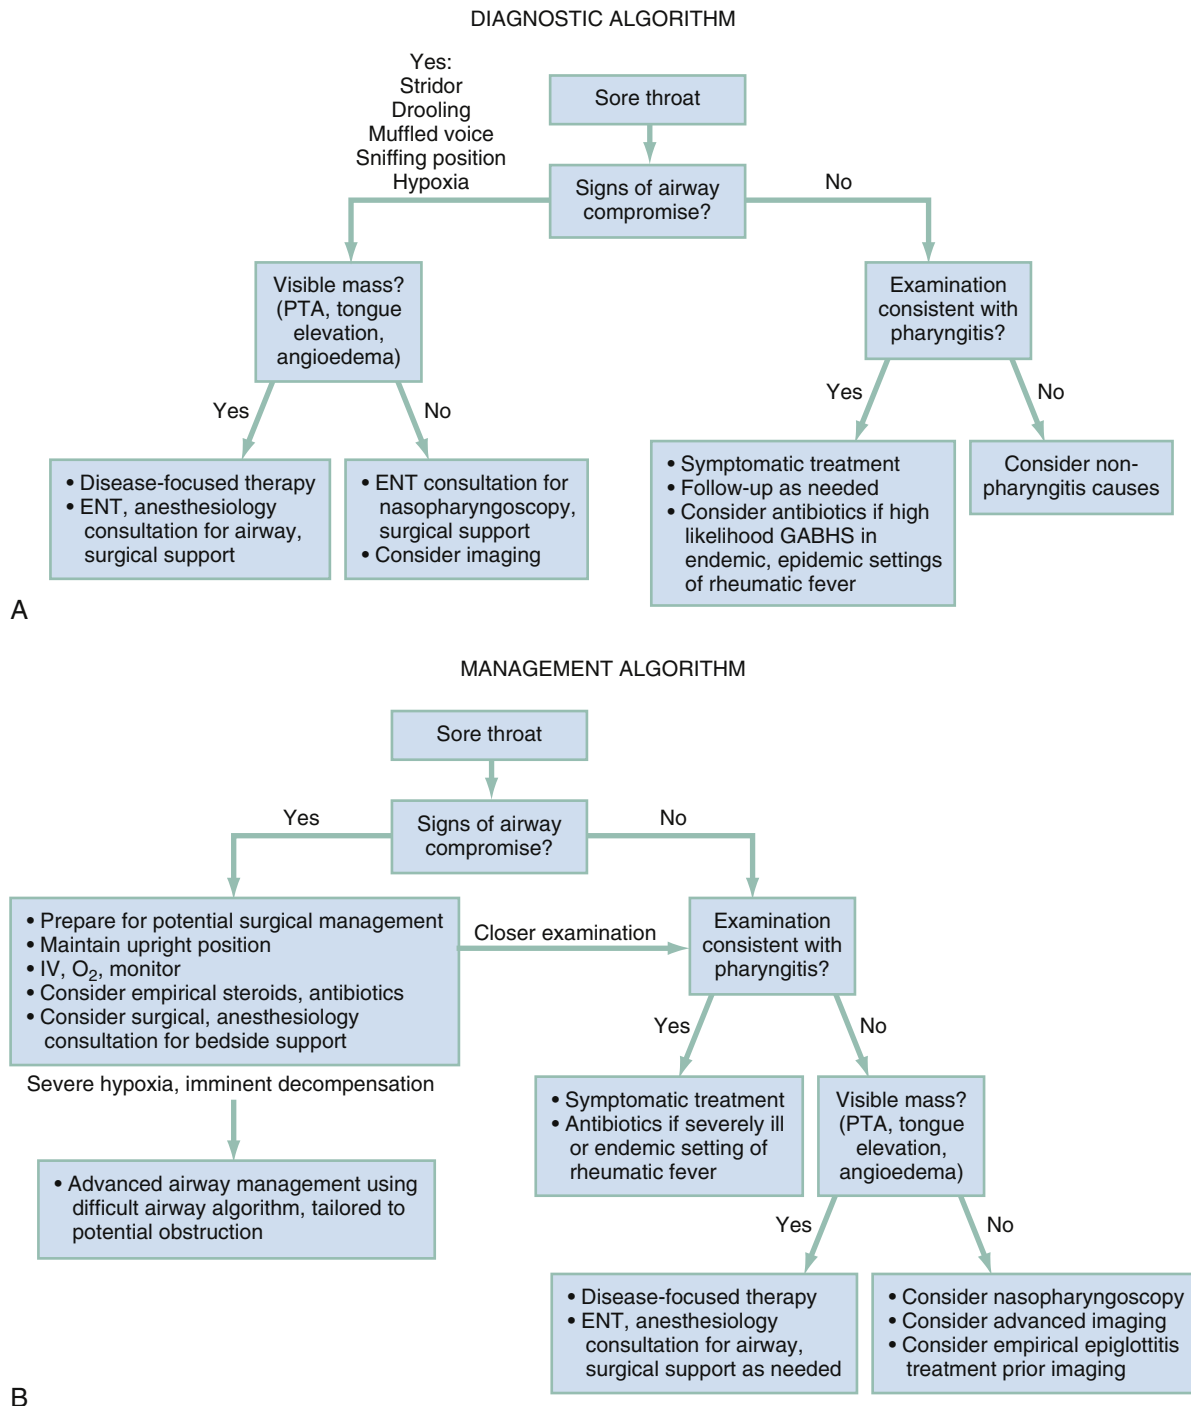 DIAGNOSTIC ALGORITHM
Yes:
Stridor
Drooling
Muffled voice
Sniffing position
Hypoxia
Sore throat
Signs of airway
compromise?
No
Visible mass?
(PTA, tongue
elevation,
angioedema)
Examination
consistent with
pharyngitis?
Yes
No
Yes
No
• Disease-focused therapy
• ENT, anesthesiology
consultation for airway,
surgical support
• ENT consultation for
nasopharyngoscopy,
surgical support
• Consider imaging
• Symptomatic treatment
• Follow-up as needed
• Consider antibiotics if high
likelihood GABHS in
endemic, epidemic settings
of rheumatic fever
Consider non-
pharyngitis causes
A
MANAGEMENT ALGORITHM
Sore throat
Signs of airway
compromise?
Yes
No
• Prepare for potential surgical management
• Maintain upright position
• IV, O2, monitor
• Consider empirical steroids, antibiotics
• Consider surgical, anesthesiology
consultation for bedside support
Closer examination
Examination
consistent with
pharyngitis?
Severe hypoxia, imminent decompensation
• Advanced airway management using
difficult airway algorithm, tailored to
potential obstruction
Yes
No
• Symptomatic treatment
• Antibiotics if severely ill
or endemic setting of
rheumatic fever
Visible mass?
(PTA, tongue
elevation,
angioedema)
Yes
No
• Disease-focused therapy
• ENT, anesthesiology
consultation for airway,
surgical support as needed
• Consider nasopharyngoscopy
• Consider advanced imaging
• Consider empirical epiglottitis
treatment prior imaging
B